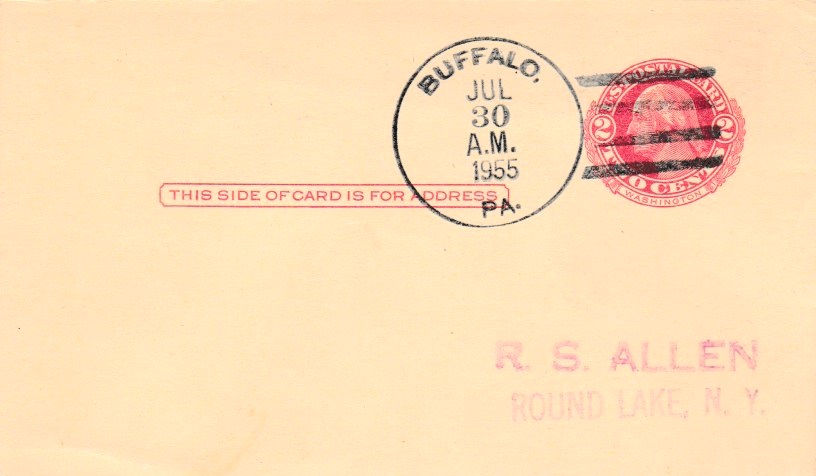 BUFFALO,
JUL
30
A.M.
1955
PA.
U.S. POSTAL CARD
2 2
TWO CENTS
WASHINGTON
THIS SIDE OF CARD IS FOR ADDRESS
R. S. ALLEN
ROUND LAKE, N. Y.